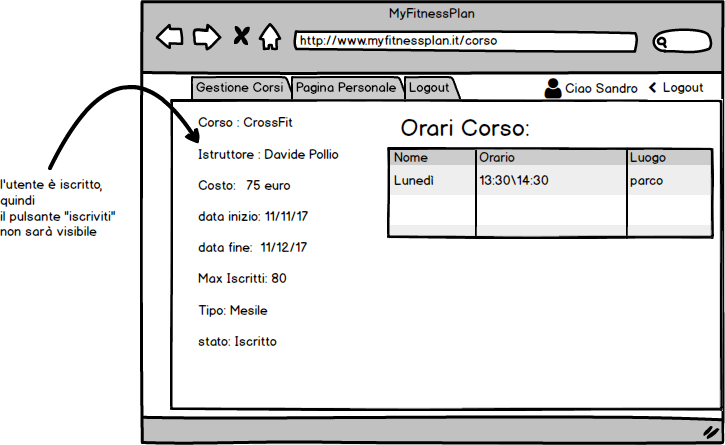 MyFitnessPlan
http://www.myfitnessplan.it/corso
Gestione Corsi
Pagina Personale
Logout
Ciao Sandro
Logout
Corso : CrossFit
Istruttore : Davide Pollio
Costo: 75 euro
data inizio: 11/11/17
data fine: 11/12/17
Max Iscritti: 80
Tipo: Mesile
stato: Iscritto
Orari Corso:
Nome Orario Luogo
Lunedì 13:30\14:30 parco
l'utente è iscritto,
quindi
il pulsante "iscriviti"
non sarà visibile